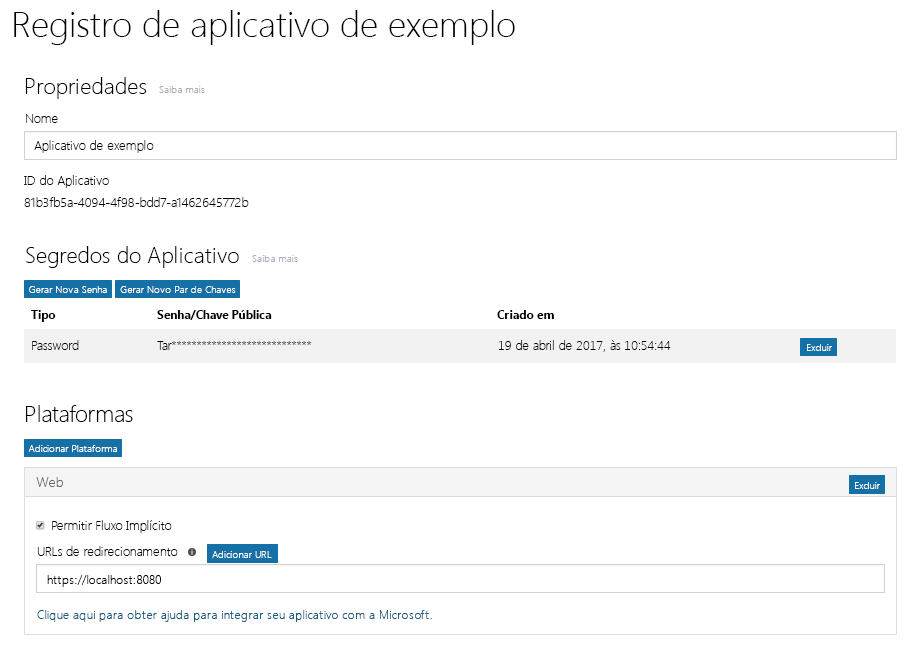 Registro de aplicativo de exemplo
Propriedades Saiba mais
Nome
Aplicativo de exemplo
ID do Aplicativo
81b3fb5a-4094-4f98-bdd7-a1462645772b
Segredos do Aplicativo Saiba mais
Gerar Nova Senha Gerar Novo Par de Chaves
Tipo Senha/Chave Pública Criado em
Password Tar**************************** 19 de abril de 2017, às 10:54:44 Excluir
Plataformas
Adicionar Plataforma
Web Excluir
Permitir Fluxo Implícito
URLs de redirecionamento Adicionar URL
https://localhost:8080
Clique aqui para obter ajuda para integrar seu aplicativo com a Microsoft.